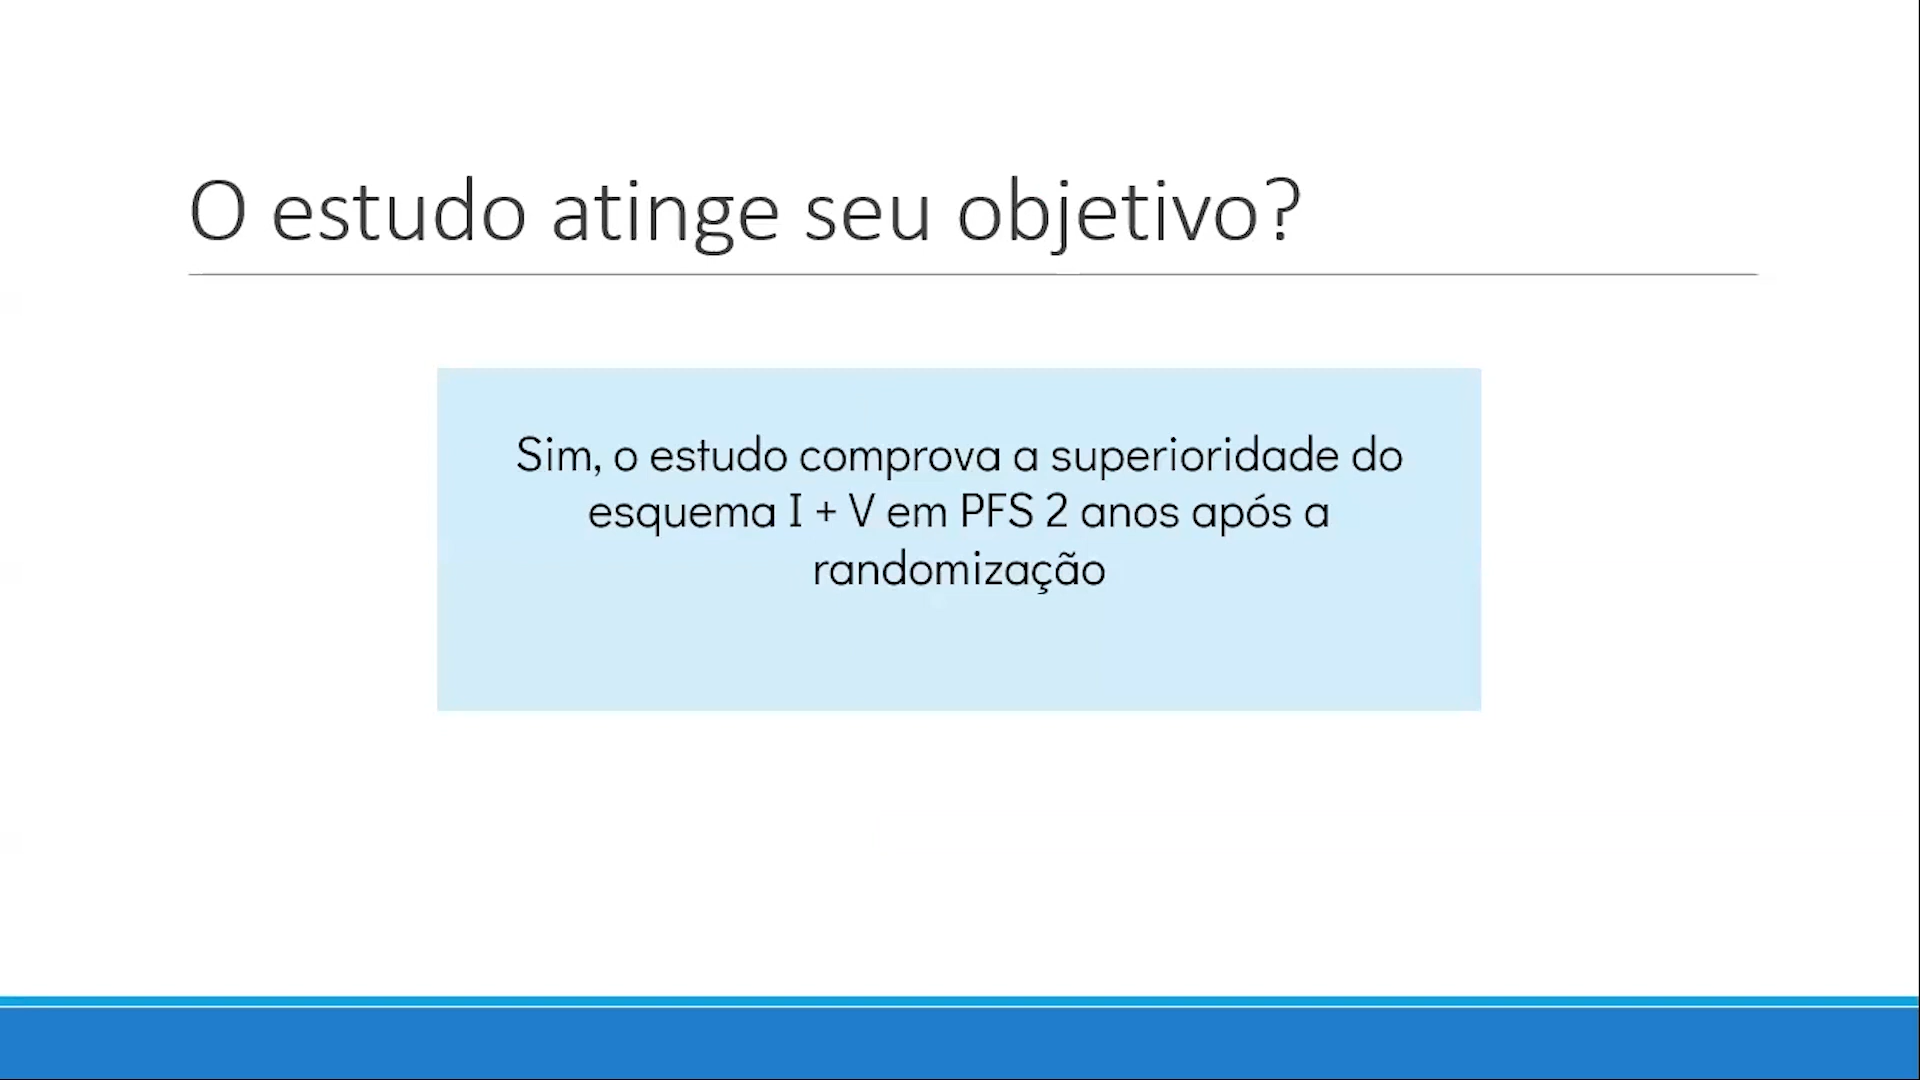 O estudo atinge seu objetivo?
Sim, o estudo comprova a superioridade do
esquema I + V em PFS 2 anos após a
randomização